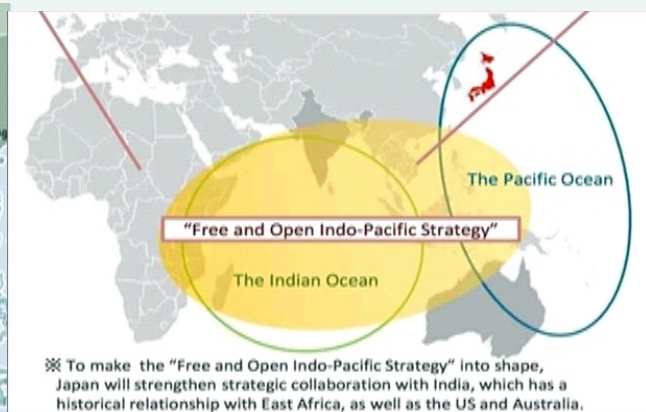 The Pacific Ocean
"Free and Open Indo-Pacific Strategy"
The Indian Ocean
※ To make the "Free and Open Indo-Pacific Strategy" into shape,
Japan will strengthen strategic collaboration with India, which has a
historical relationship with East Africa, as well as the US and Australia.